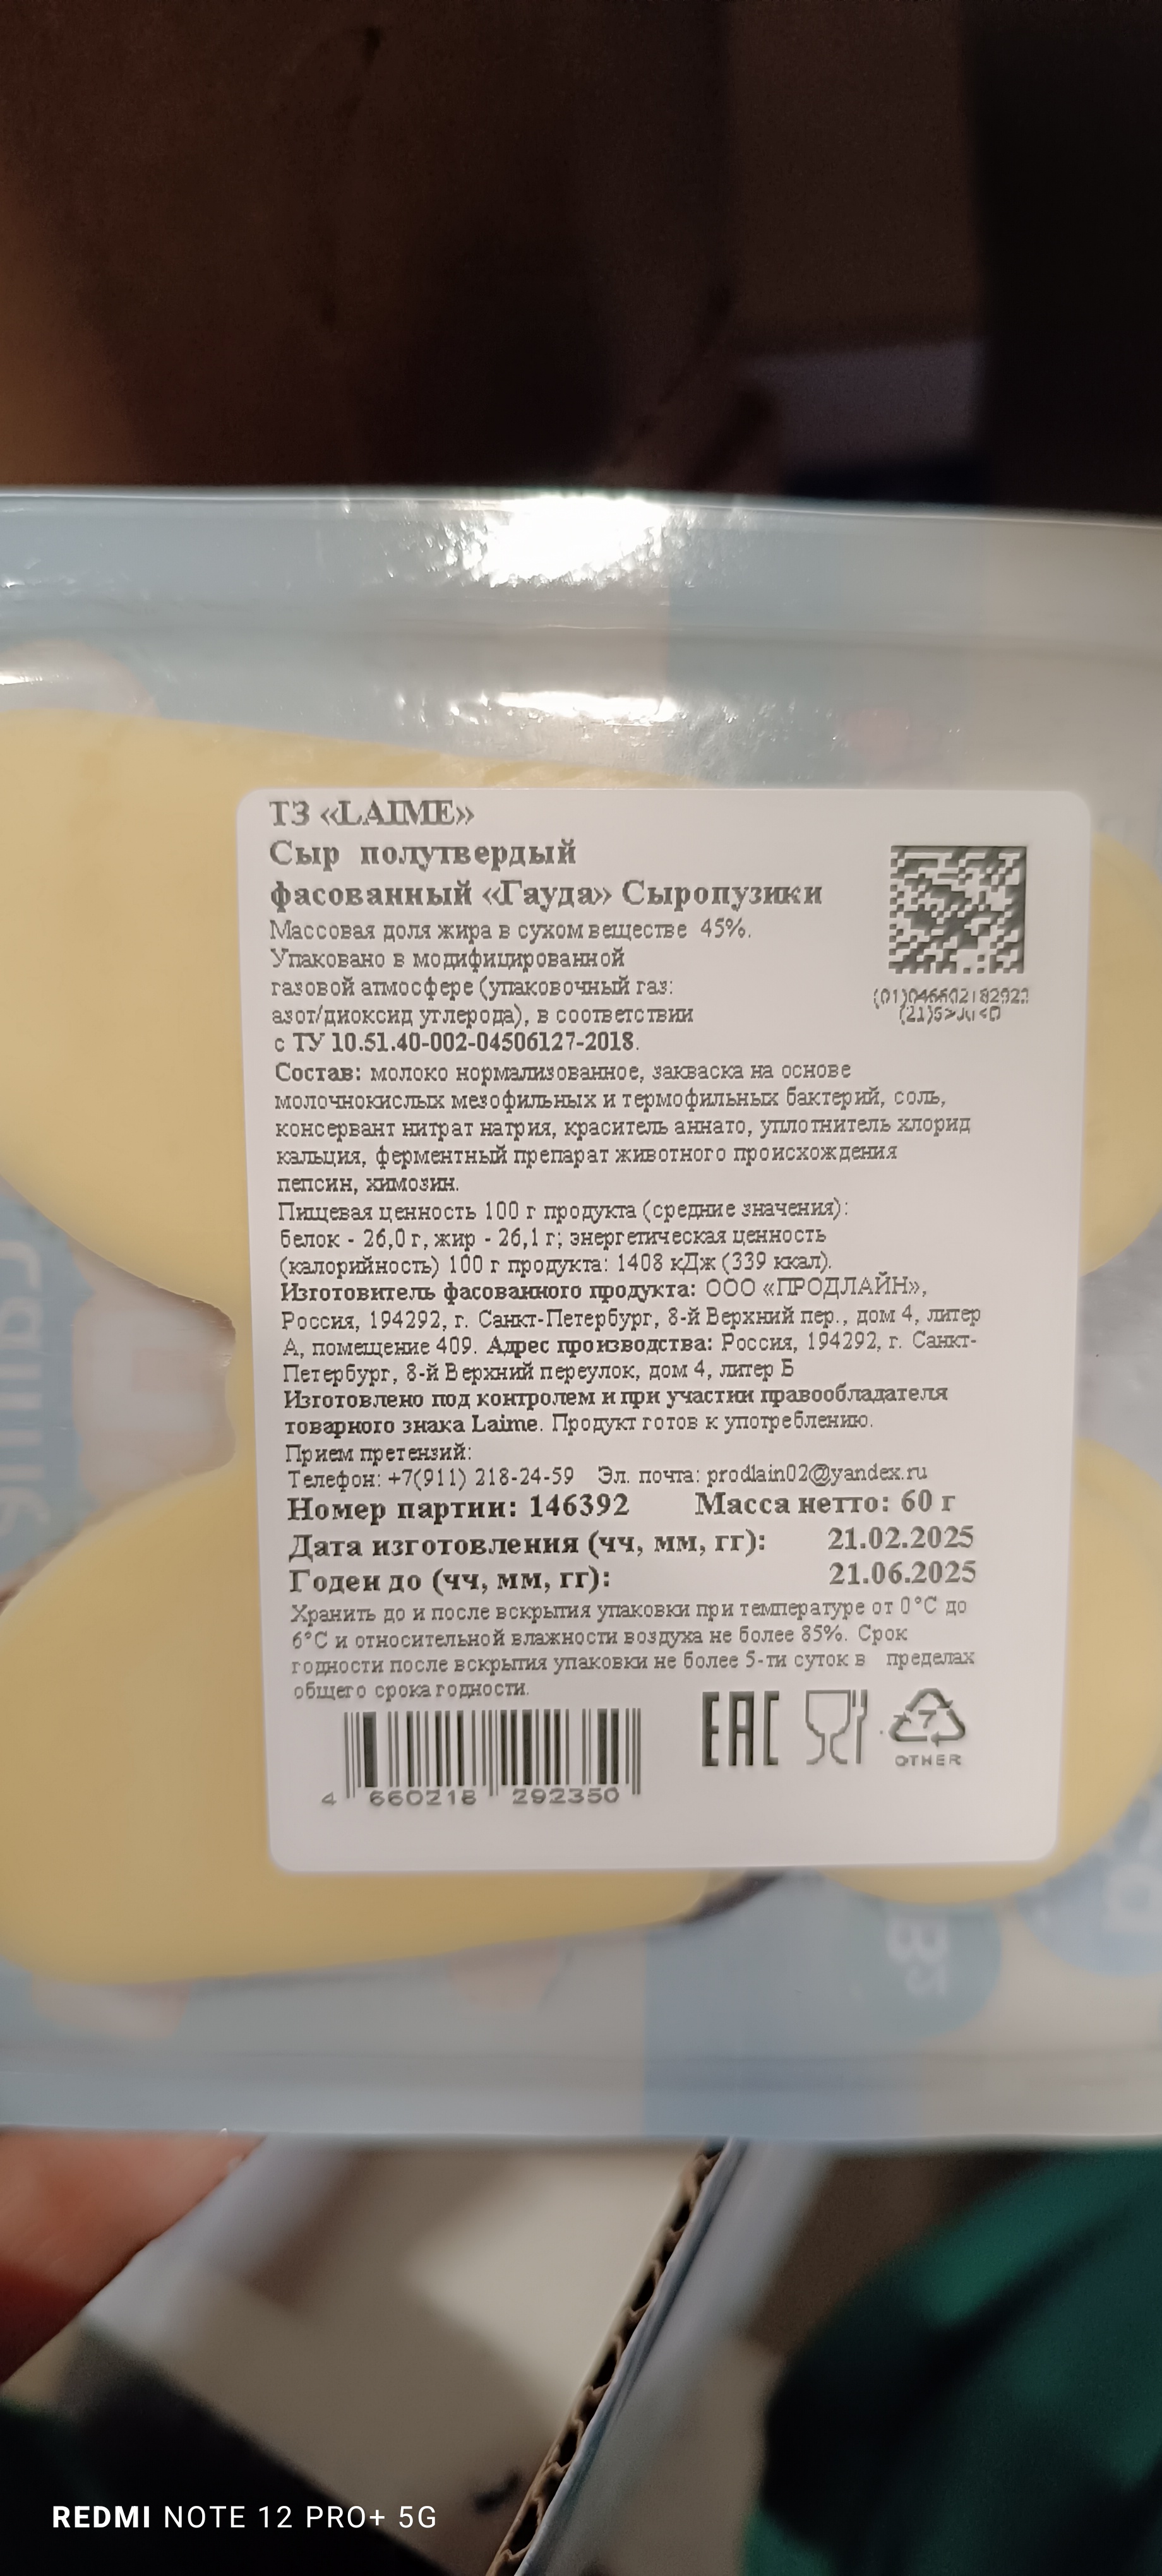 ТЗ «LAIME»
Сыр полутвердый
фасованный «Гауда» Сыропузики
Массовая доля жира в сухом веществе 45%.
Упаковано в модифицированной
газовой атмосфере (упаковочный газ:
азот/диоксид углерода), в соответствии
с ТУ 10.51.40-002-04506127-2018.
Состав: молоко нормализованное, закваска на основе
молочнокислых мезофильных и термофильных бактерий, соль,
консервант нитрат натрия, краситель аннато, уплотнитель хлорид
кальция, ферментный препарат животного происхождения
пепсин, химозин.
Пищевая ценность 100 г продукта (средние значения):
белок - 26,0 г, жир - 26,1 г; энергетическая ценность
(калорийность) 100 г продукта: 1408 кДж (339 ккал).
Изготовитель фасованного продукта: ООО «ПРОДЛАЙН»,
Россия, 194292, г. Санкт-Петербург, 8-й Верхний пер., дом 4, литер
А, помещение 409. Адрес производства: Россия, 194292, г. Санкт-
Петербург, 8-й Верхний переулок, дом 4, литер Б
Изготовлено под контролем и при участии правообладателя
товарного знака Laime. Продукт готов к употреблению.
Прием претензий:
Телефон: +7(911) 218-24-59 Эл. почта: prodlain02@yandex.ru
Номер партии: 146392 Масса нетто: 60 г
Дата изготовления (чч, мм, гг): 21.02.2025
Годен до (чч, мм, гг): 21.06.2025
Хранить до и после вскрытия упаковки при температуре от 0°С до
6°С и относительной влажности воздуха не более 85%. Срок
годности после вскрытия упаковки не более 5-ти суток в пределах
общего срока годности.
EAC
7
OTHER
4 660218 292350
REDMI NOTE 12 PRO+ 5G